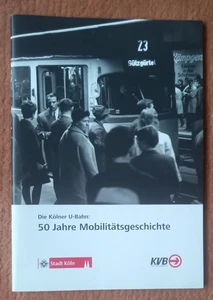 23
Sülzgürtel
Die Kölner U-Bahn:
50 Jahre Mobilitätsgeschichte
Stadt Köln
KVB